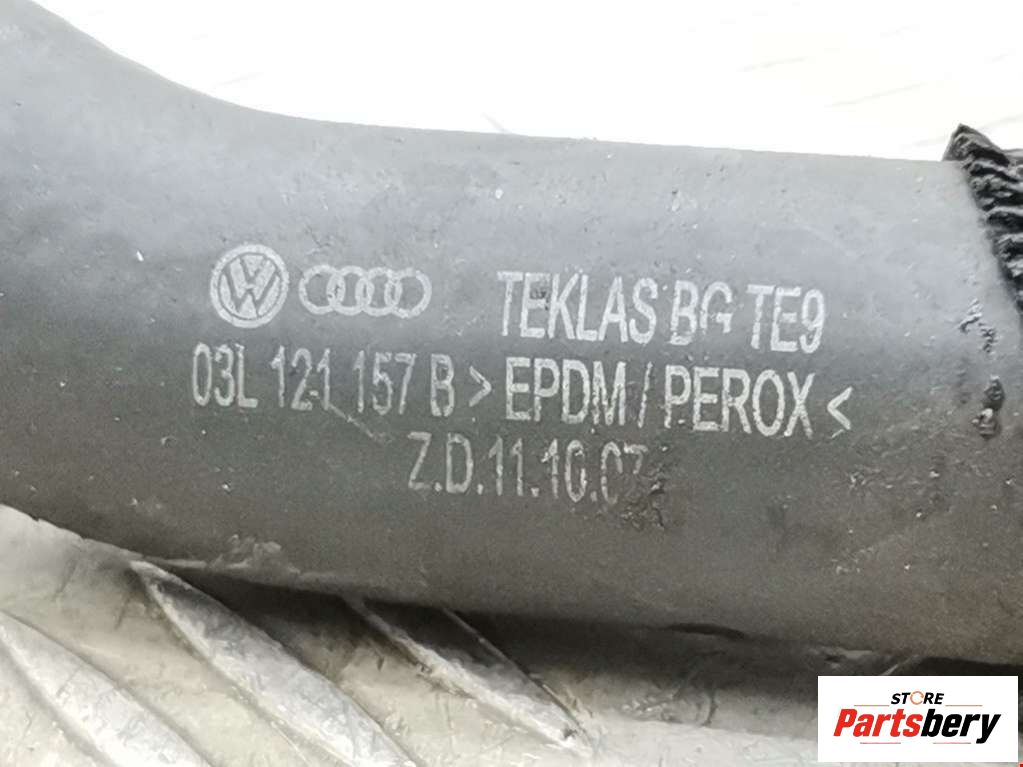 TEKLAS BG TE9
03L 121 157 B > EPDM / PEROX <
Z.D.11.10.07
STORE
Partsbery